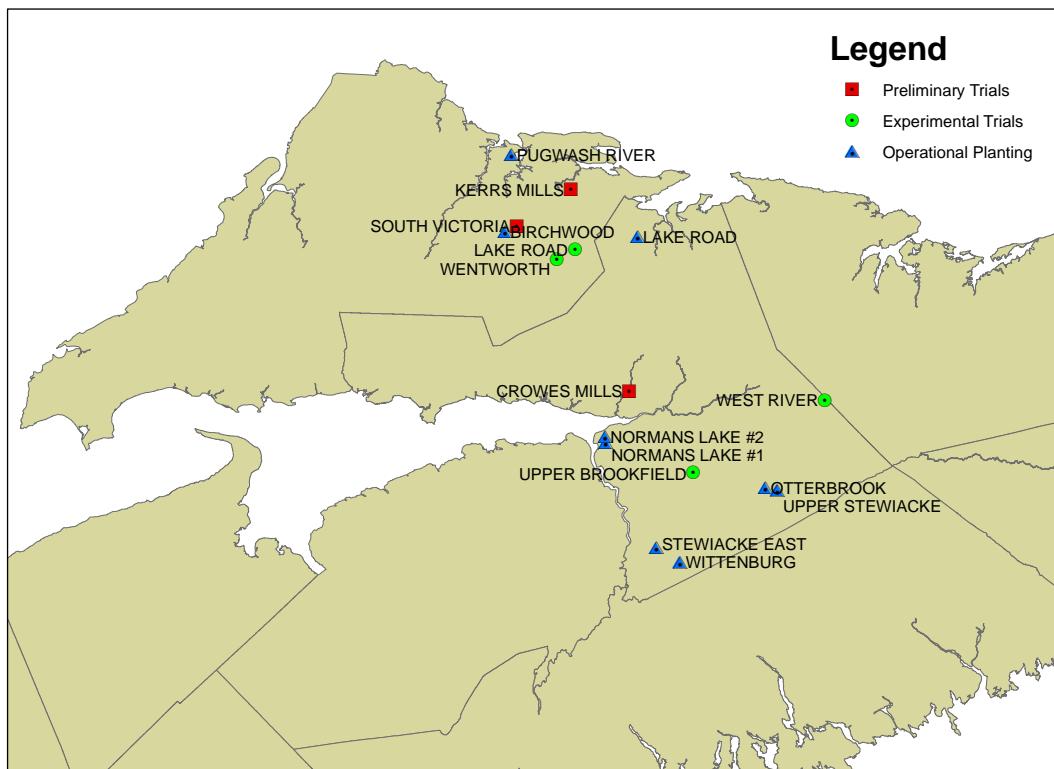 Legend
Preliminary Trials
Experimental Trials
Operational Planting
PUGWASH RIVER
KERRS MILLS
SOUTH VICTORIA
BIRCHWOOD
LAKE ROAD
LAKE ROAD
WENTWORTH
CROWES MILLS
WEST RIVER
NORMANS LAKE #2
NORMANS LAKE #1
UPPER BROOKFIELD
OTTERBROOK
UPPER STEWIACKE
STEWIACKE EAST
WITTENBURG